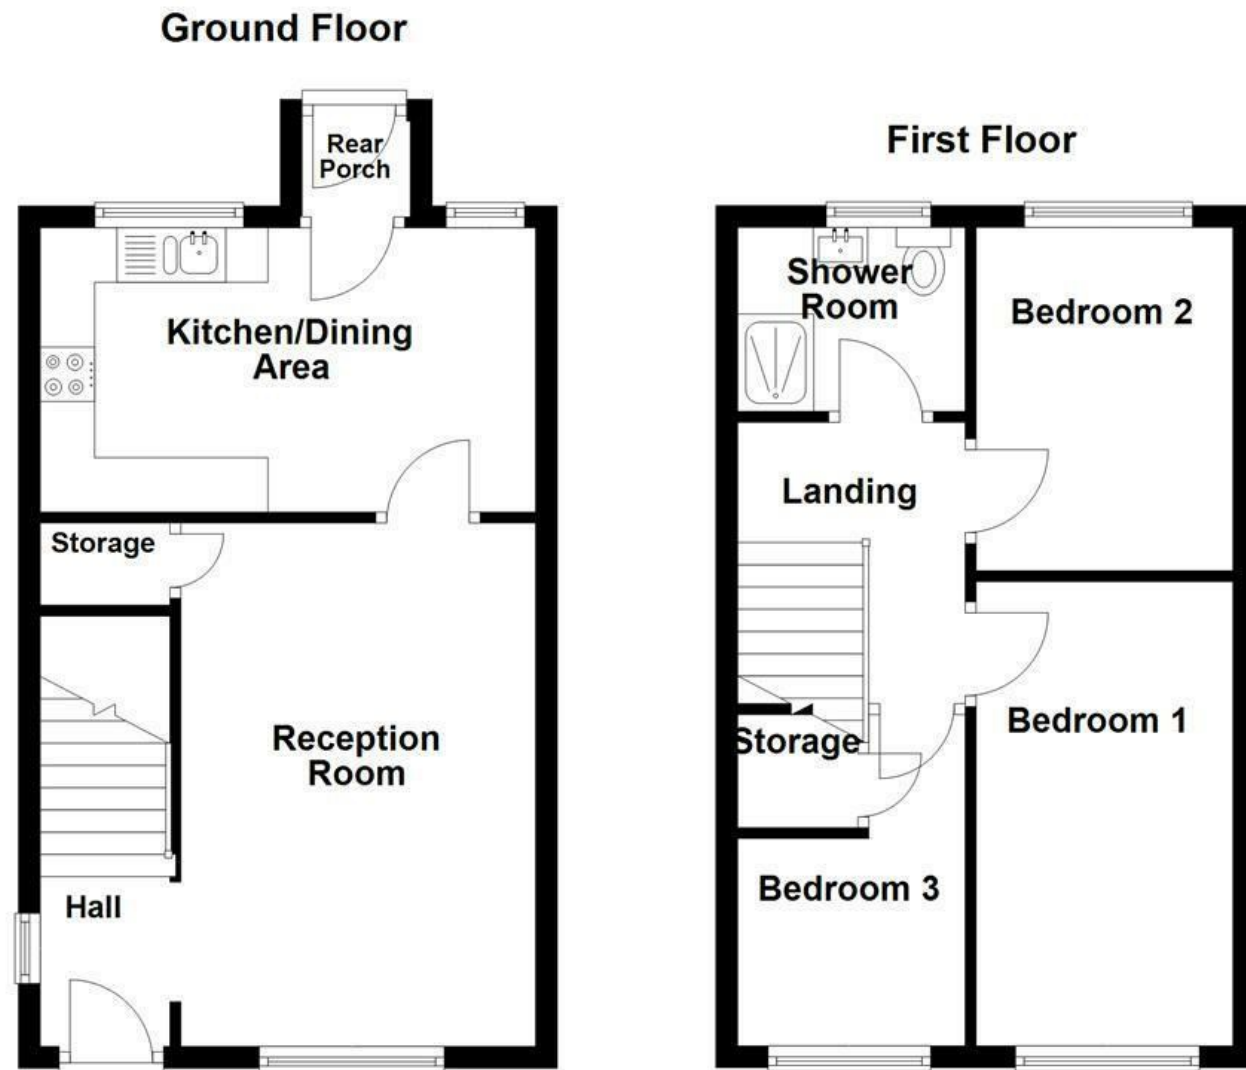 Ground Floor
Rear
Porch
Kitchen/Dining
Area
Storage
Reception
Room
Hall
First Floor
Shower
Room
Bedroom 2
Landing
Bedroom 1
Storage
Bedroom 3